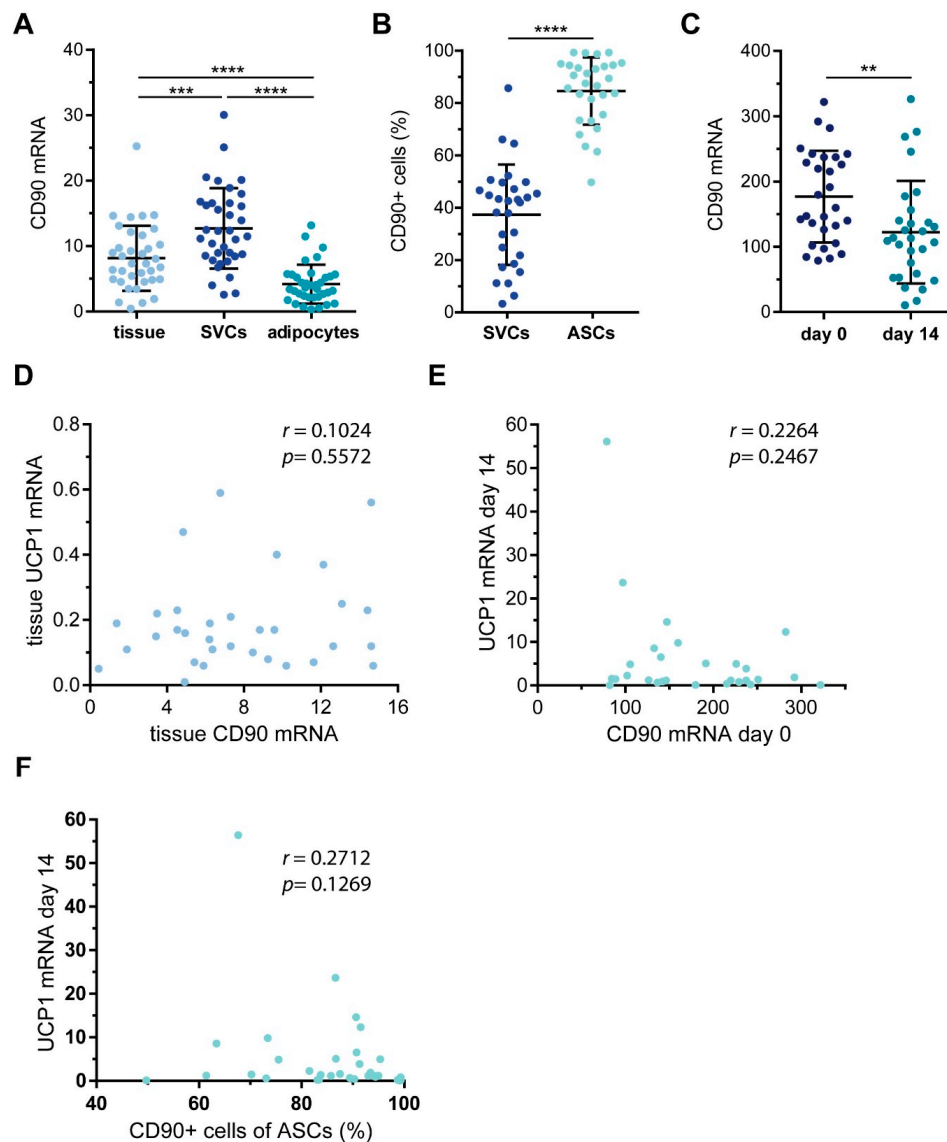 A
CD90 mRNA
40
30
20
10
0
****
***
****
tissue
SVCs
adipocytes
B
CD90+ cells (%)
100
80
60
40
20
0
****
SVCs
ASCs
C
CD90 mRNA
400
300
200
100
0
**
day 0
day 14
D
tissue UCP1 mRNA
0.8
0.6
0.4
0.2
0.0
r = 0.1024
p= 0.5572
0
4
8
12
16
tissue CD90 mRNA
E
UCP1 mRNA day 14
60
50
40
30
20
10
0
r = 0.2264
p= 0.2467
0
100
200
300
CD90 mRNA day 0
F
UCP1 mRNA day 14
60
50
40
30
20
10
0
r = 0.2712
p= 0.1269
40
60
80
100
CD90+ cells of ASCs (%)